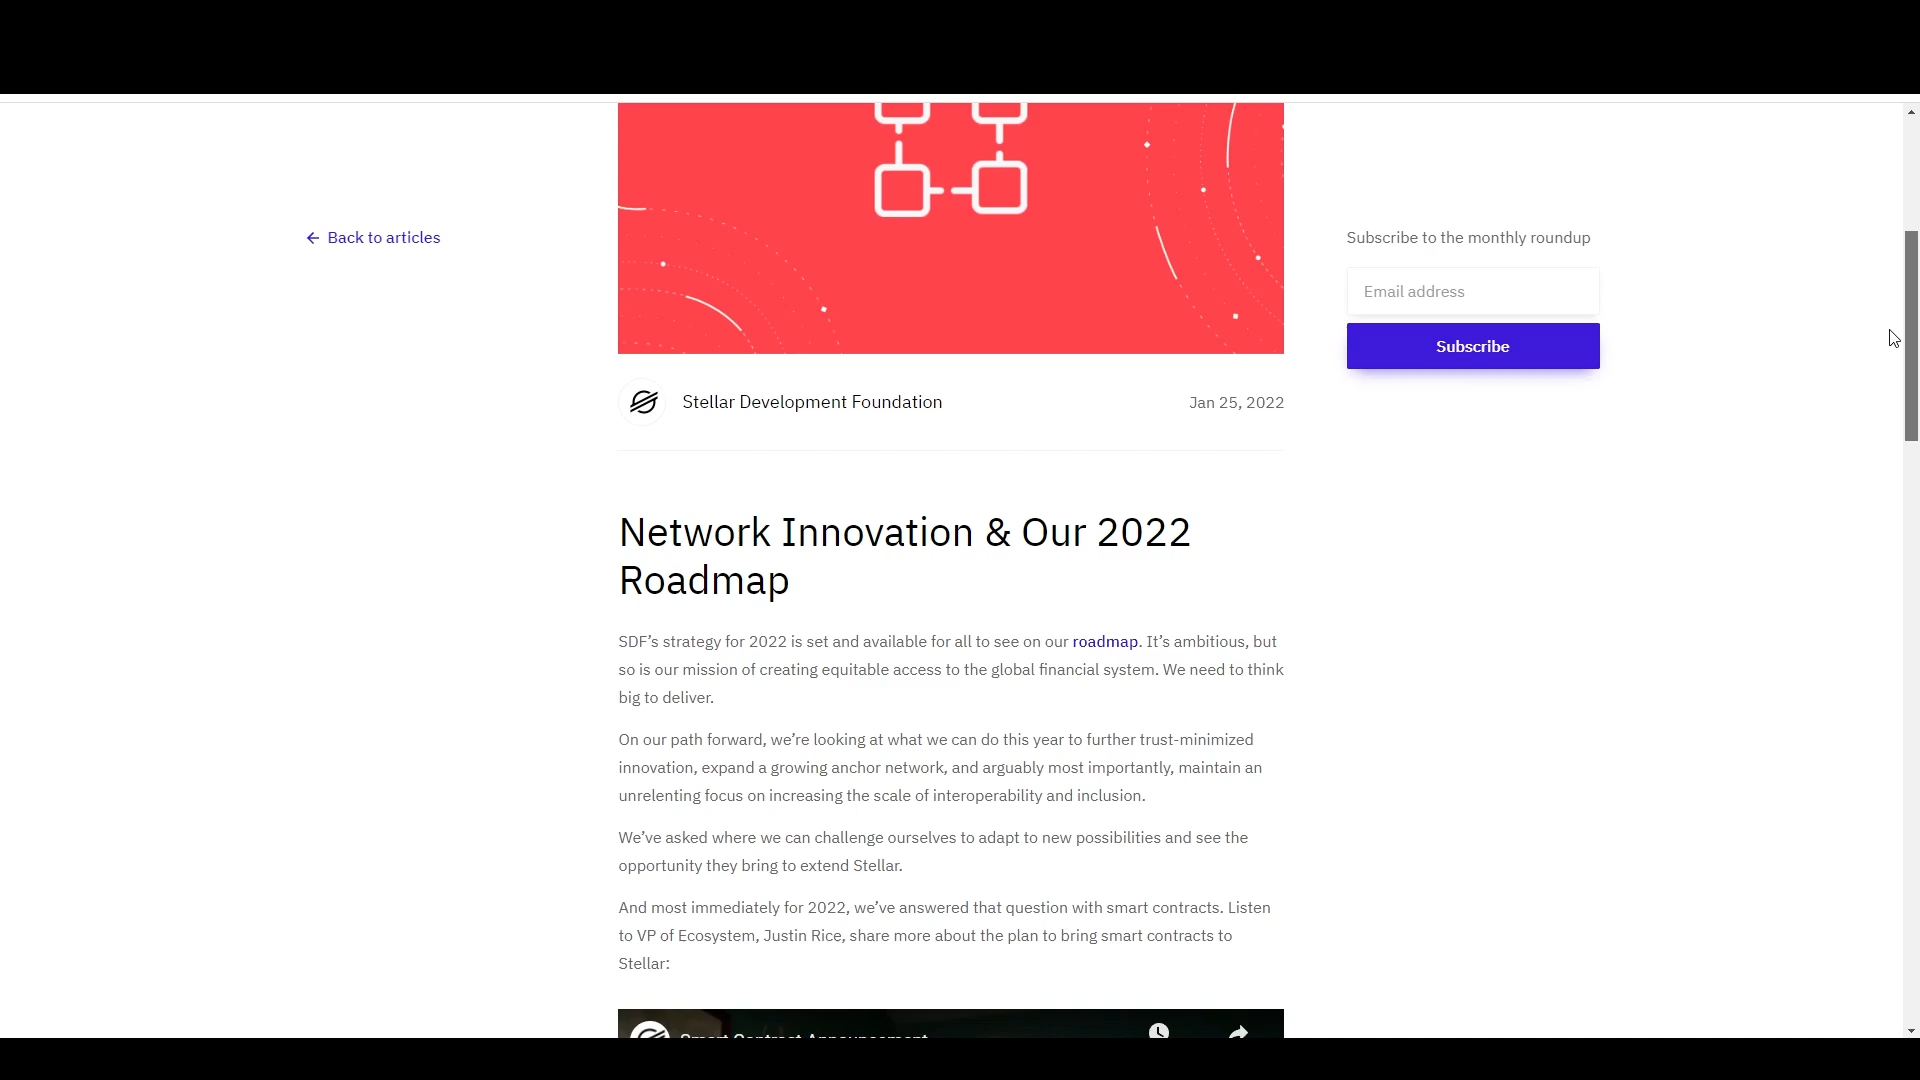 Back to articles
Subscribe to the monthly roundup
Email address
Subscribe
Stellar Development Foundation
Jan 25, 2022
Network Innovation & Our 2022
Roadmap
SDF’s strategy for 2022 is set and available for all to see on our roadmap. It’s ambitious, but
so is our mission of creating equitable access to the global financial system. We need to think
big to deliver.
On our path forward, we’re looking at what we can do this year to further trust-minimized
innovation, expand a growing anchor network, and arguably most importantly, maintain an
unrelenting focus on increasing the scale of interoperability and inclusion.
We’ve asked where we can challenge ourselves to adapt to new possibilities and see the
opportunity they bring to extend Stellar.
And most immediately for 2022, we’ve answered that question with smart contracts. Listen
to VP of Ecosystem, Justin Rice, share more about the plan to bring smart contracts to
Stellar:
Smart Contract Announcement